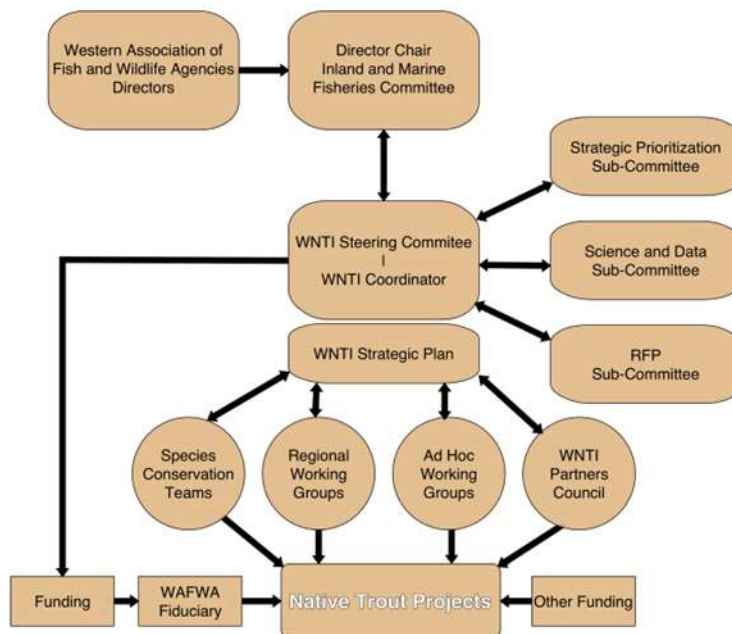 Western Association of
Fish and Wildlife Agencies
Directors
Director Chair
Inland and Marine
Fisheries Committee
Strategic Prioritization
Sub-Committee
WNTI Steering Commitee
I
WNTI Coordinator
Science and Data
Sub-Committee
WNTI Strategic Plan
RFP
Sub-Committee
Species
Conservation
Teams
Regional
Working
Groups
Ad Hoc
Working
Groups
WNTI
Partners
Council
Funding
WAFWA
Fiduciary
Native Trout Projects
Other Funding